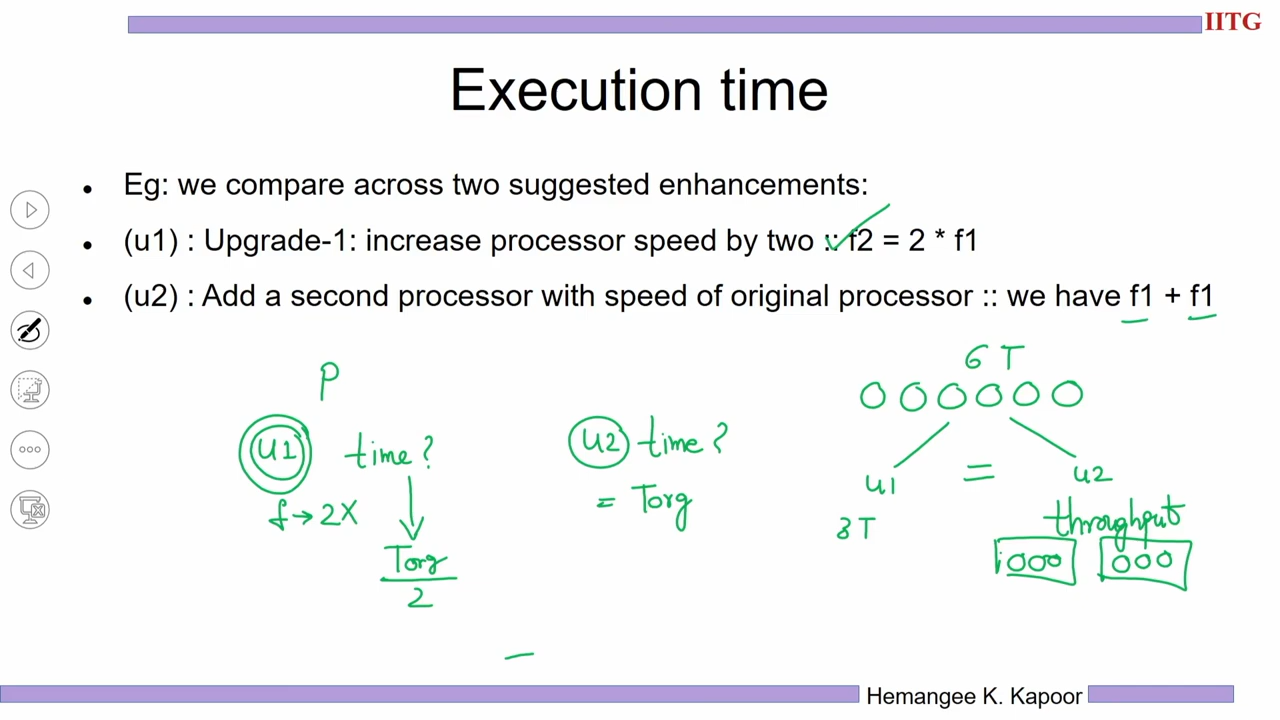 IITG
Execution time
• Eg: we compare across two suggested enhancements:
• (u1) : Upgrade-1: increase processor speed by two :: f2 = 2 * f1
• (u2) : Add a second processor with speed of original processor :: we have f1 + f1
P
u1 time?
f → 2X
Torg
2
u2 time?
= Torg
6 T
u1 = u2
3T
throughput
Hemangee K. Kapoor